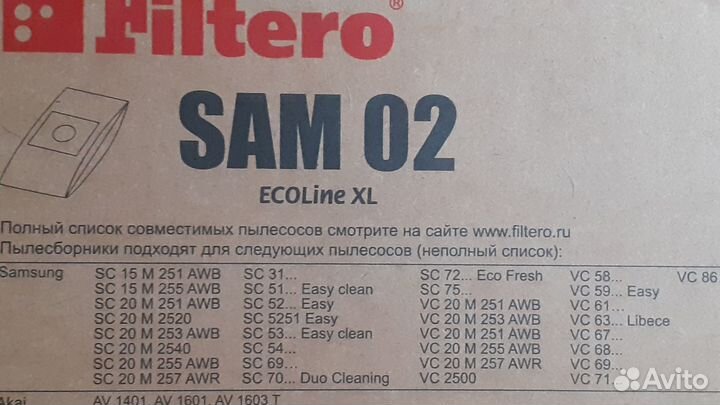 Filtero®
SAM 02
ECOLine XL
Полный список совместимых пылесосов смотрите на сайте www.filtero.ru
Пылесборники подходят для следующих пылесосов (неполный список):
Samsung SC 15 M 251 AWB SC 31... SC 72... Eco Fresh VC 58... VC 86
SC 15 M 255 AWB SC 51... Easy clean SC 75... VC 59... Easy
SC 20 M 251 AWB SC 52... Easy VC 20 M 251 AWB VC 61...
SC 20 M 2520 SC 5251 Easy VC 20 M 253 AWB VC 63... Libece
SC 20 M 253 AWB SC 53... Easy clean VC 20 M 2540 VC 67...
SC 20 M 2540 SC 54... VC 20 M 255 AWB VC 68...
SC 20 M 255 AWB SC 69... VC 20 M 257 AWR VC 69...
SC 20 M 257 AWR SC 70... Duo Cleaning VC 2500 VC 71...
Akai AV 1401, AV 1601, AV 1603 T
Avito